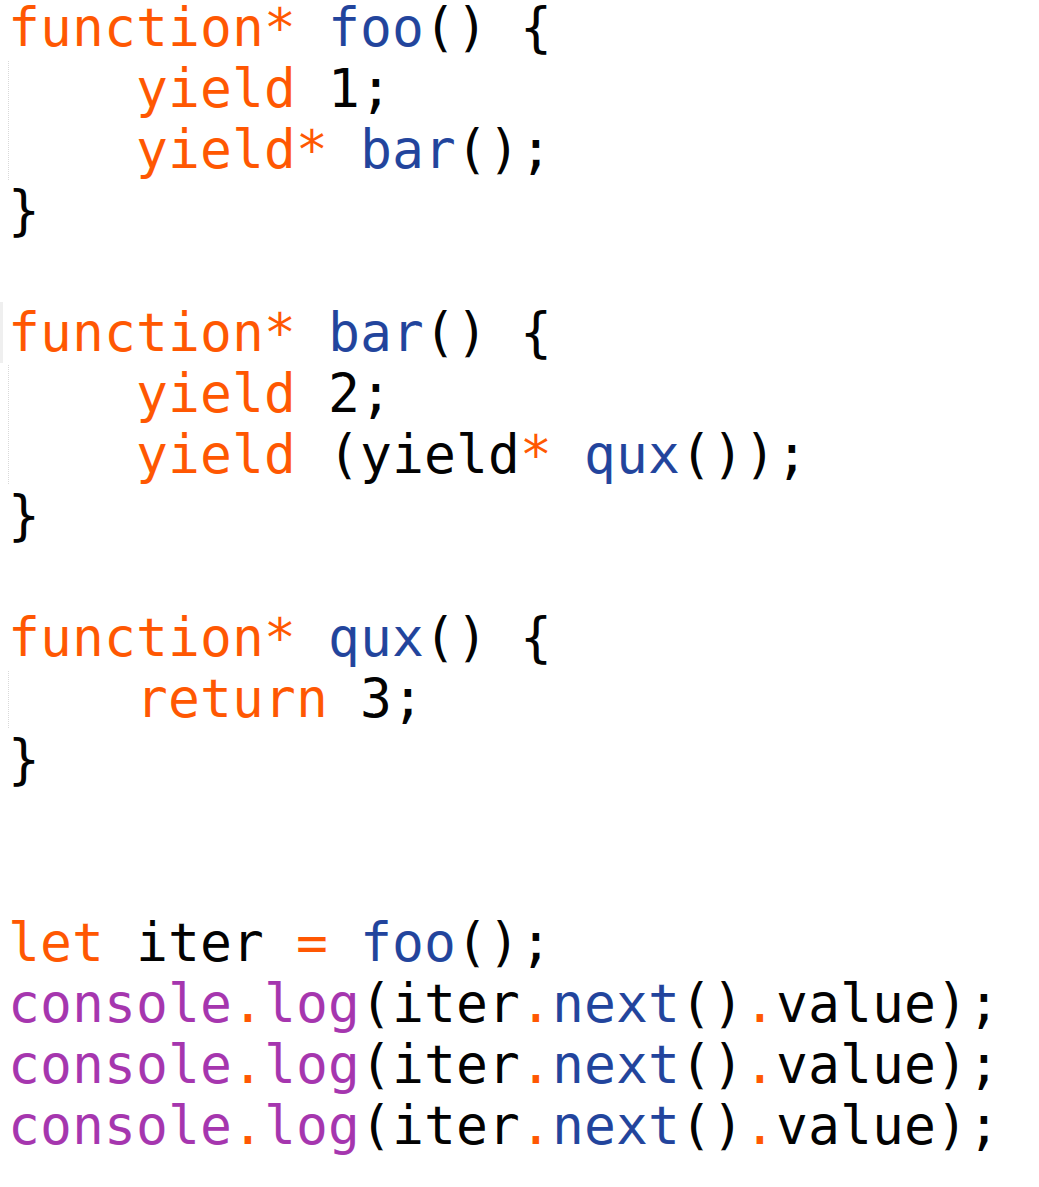 function* foo() {
    yield 1;
    yield* bar();
}

function* bar() {
    yield 2;
    yield (yield* qux());
}

function* qux() {
    return 3;
}


let iter = foo();
console.log(iter.next().value);
console.log(iter.next().value);
console.log(iter.next().value);